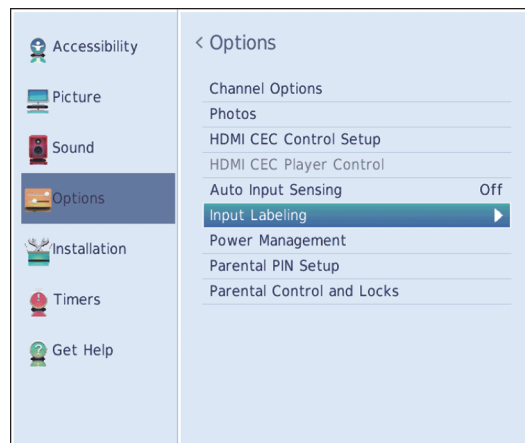 Accessibility
Picture
Sound
Options
Installation
Timers
Get Help
< Options
Channel Options
Photos
HDMI CEC Control Setup
HDMI CEC Player Control
Auto Input Sensing Off
Input Labeling
Power Management
Parental PIN Setup
Parental Control and Locks